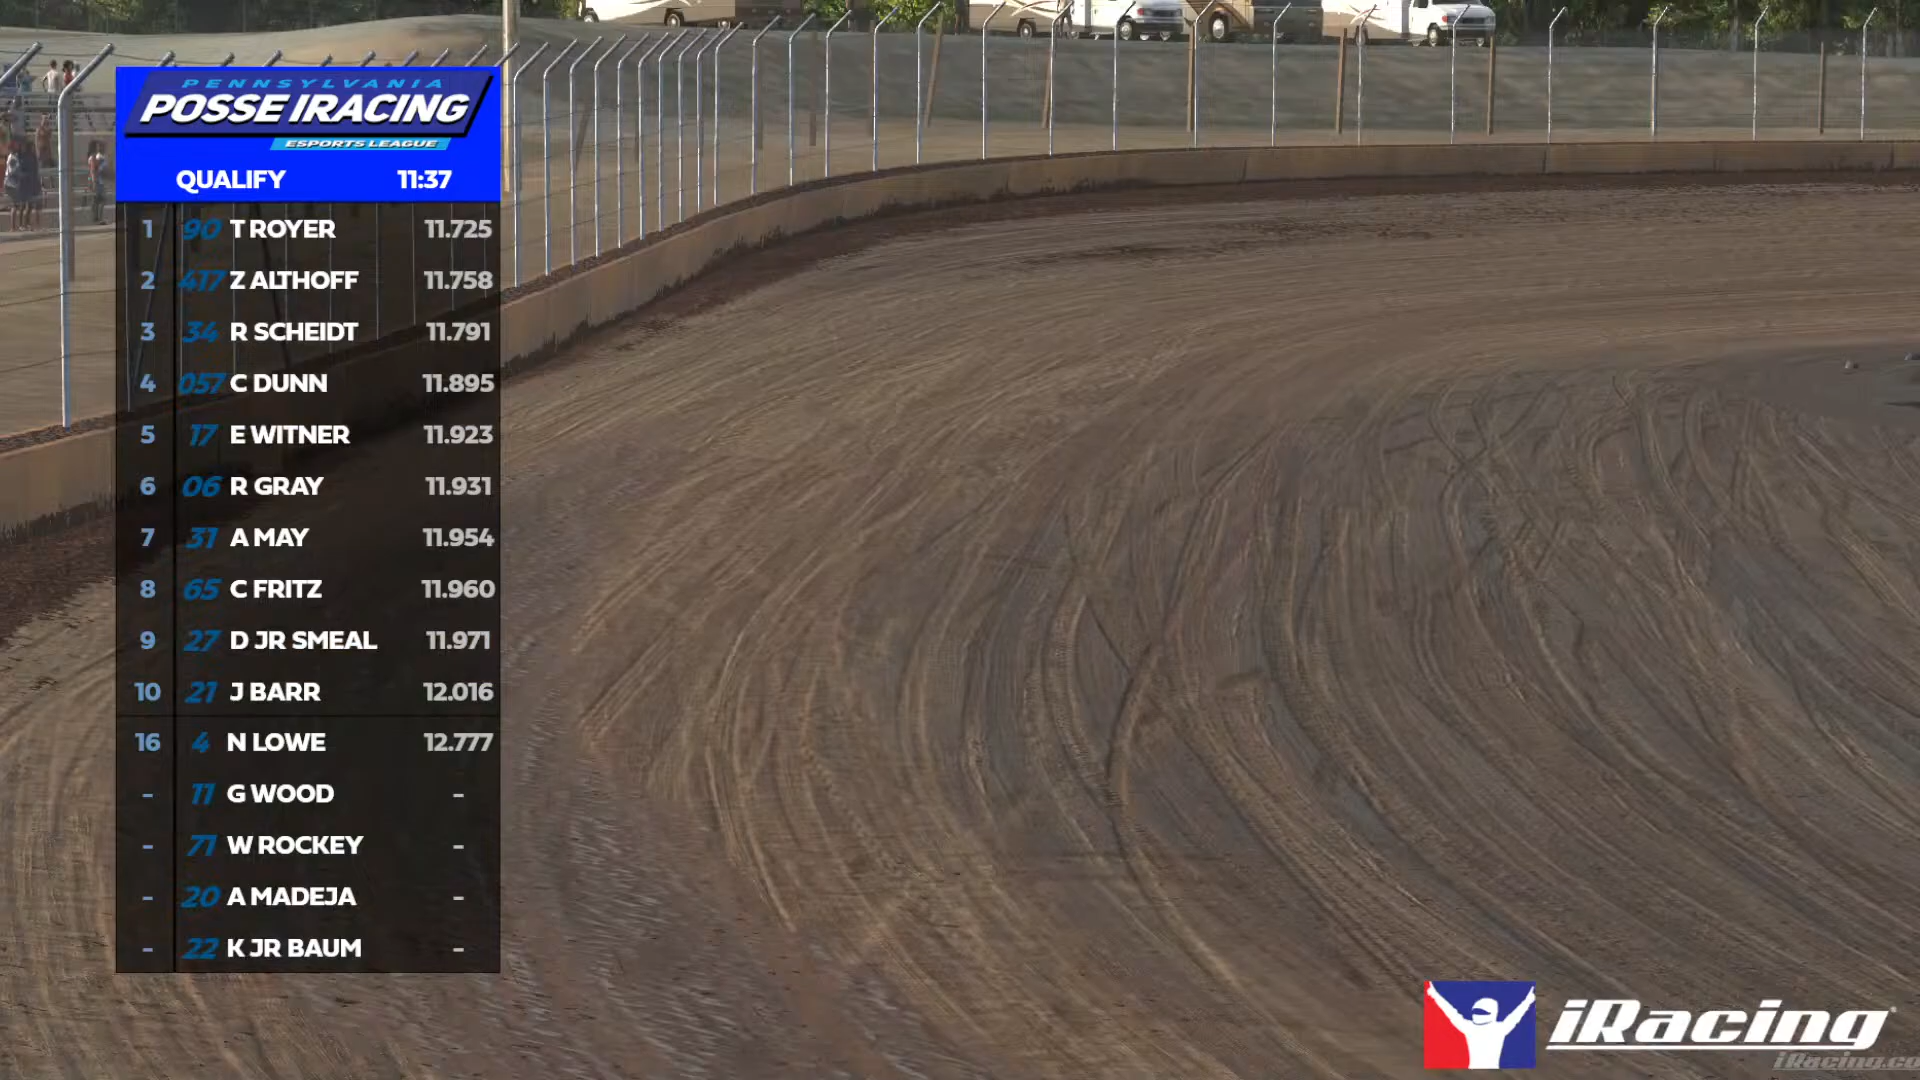 PENNSYLVANIA
POSSE IRACING
ESPORTS LEAGUE
QUALIFY 11:37
1 90 T ROYER 11.725
2 417 Z ALTHOFF 11.758
3 34 R SCHEIDT 11.791
4 057 C DUNN 11.895
5 17 E WITNER 11.923
6 06 R GRAY 11.931
7 31 A MAY 11.954
8 65 C FRITZ 11.960
9 27 D JR SMEAL 11.971
10 21 J BARR 12.016
16 4 N LOWE 12.777
- 11 G WOOD -
- 71 W ROCKEY -
- 20 A MADEJA -
- 22 K JR BAUM -
iRacing
iRacing.co